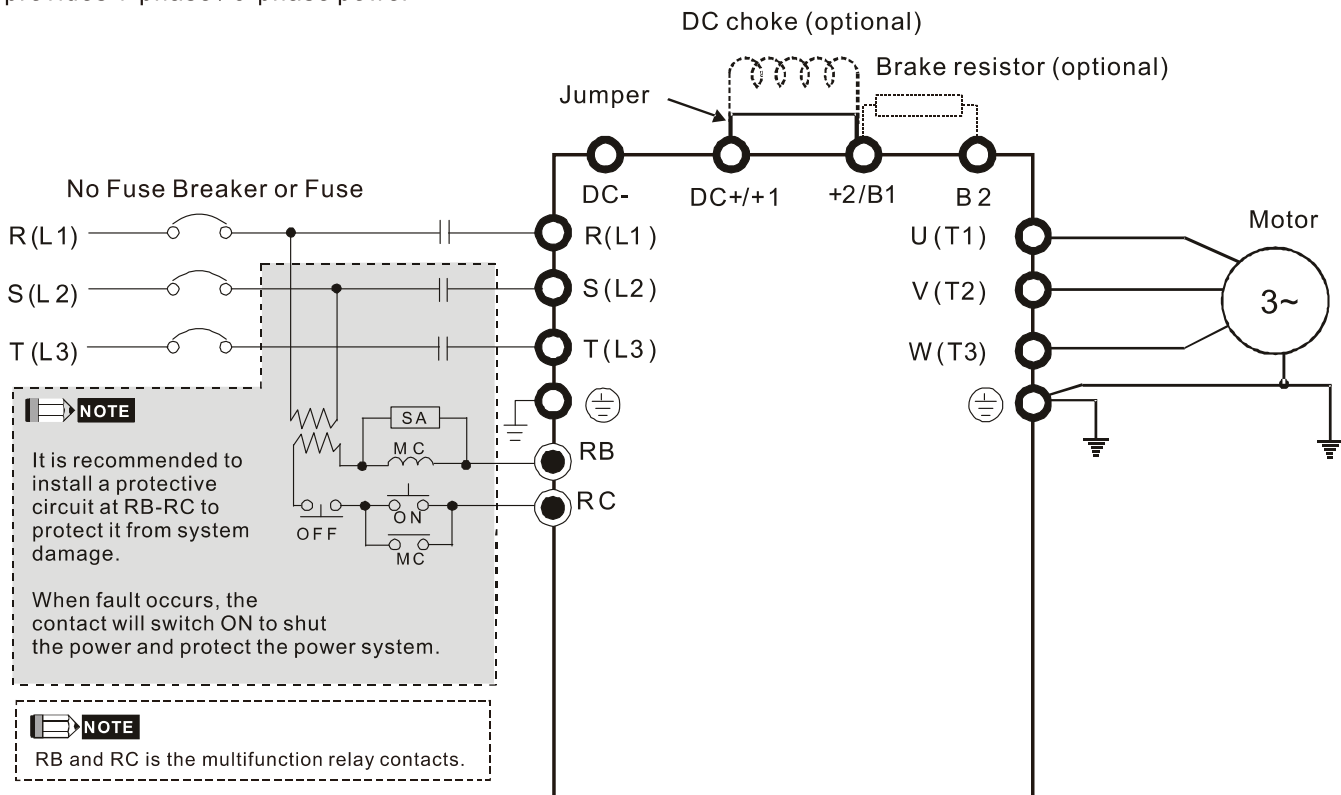 DC choke (optional)
Brake resistor (optional)
Jumper
No Fuse Breaker or Fuse
DC-
DC+/+1
+2/B1
B2
R(L1)
S(L2)
T(L3)
R(L1)
S(L2)
T(L3)
RB
RC
U(T1)
V(T2)
W(T3)
Motor
3~
SA
MC
OFF
ON
MC
NOTE
It is recommended to
install a protective
circuit at RB-RC to
protect it from system
damage.
When fault occurs, the
contact will switch ON to shut
the power and protect the power system.
NOTE
RB and RC is the multifunction relay contacts.